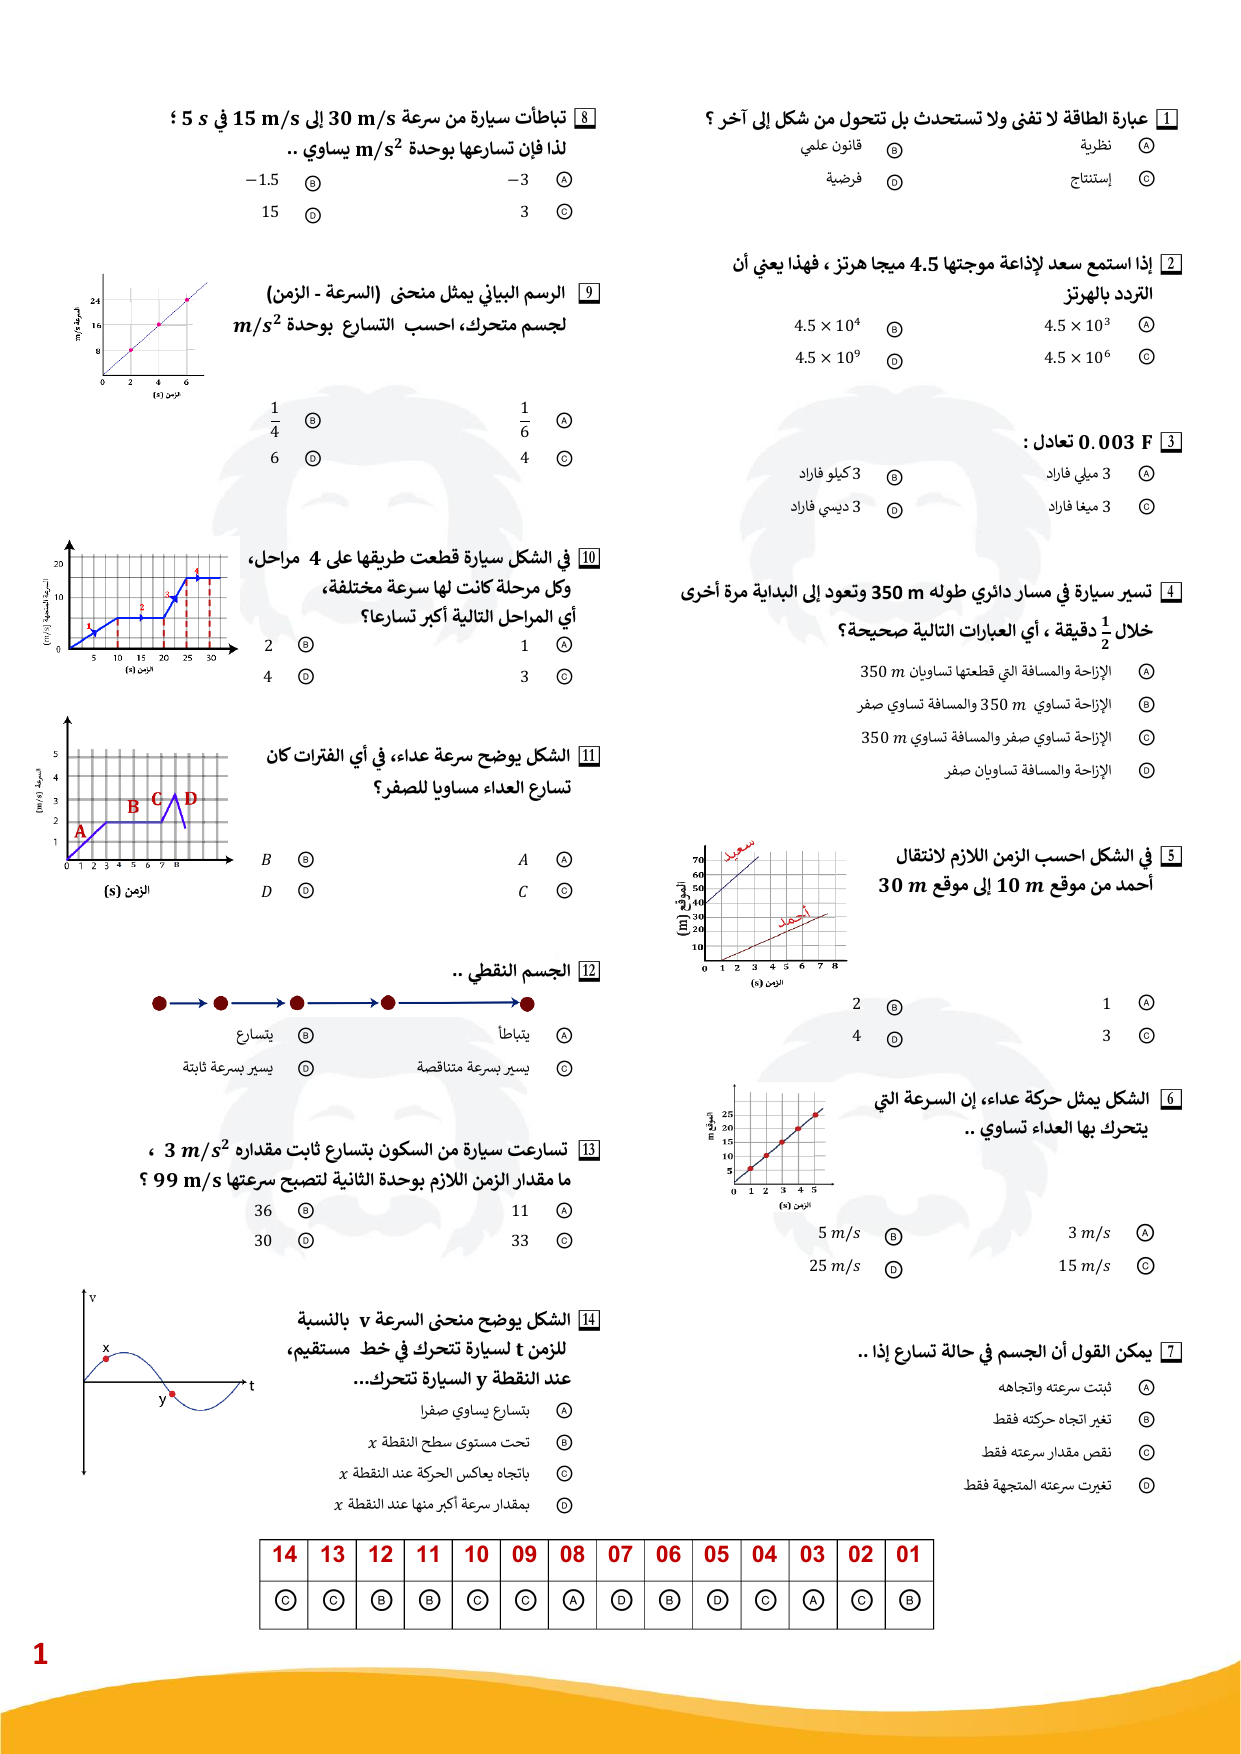 1 عبارة الطاقة لا تفنى ولا تستحدث بل تتحول من شكل إلى آخر ؟
A نظرية B قانون علمي
C إستنتاج D فرضية
2 إذا استمع سعد لإذاعة موجتها 4.5 ميجا هرتز ، فهذا يعني أن
التردد بالهرتز
A 4.5 × 10³ B 4.5 × 10⁴
C 4.5 × 10⁶ D 4.5 × 10⁹
3 0.003 F تعادل :
A 3 ميلي فاراد B 3 كيلو فاراد
C 3 ميغا فاراد D 3 ديسي فاراد
4 تسير سيارة في مسار دائري طوله 350 m وتعود إلى البداية مرة أخرى
خلال 1/2 دقيقة ، أي العبارات التالية صحيحة؟
A الإزاحة والمسافة التي قطعتها تساويان 350 m
B الإزاحة تساوي 350 m والمسافة تساوي صفر
C الإزاحة تساوي صفر والمسافة تساوي 350 m
D الإزاحة والمسافة تساويان صفر
5 في الشكل احسب الزمن اللازم لانتقال
أحمد من موقع 10 m إلى موقع 30 m
سعيد
أحمد
الموقع (m)
70
60
50
40
30
20
10
0 1 2 3 4 5 6 7 8
الزمن (s)
A 1 B 2
C 3 D 4
6 الشكل يمثل حركة عداء، إن السرعة التي
يتحرك بها العداء تساوي ..
الموقع m
25
20
15
10
5
0 1 2 3 4 5
الزمن (s)
A 3 m/s B 5 m/s
C 15 m/s D 25 m/s
7 يمكن القول أن الجسم في حالة تسارع إذا ..
A ثبتت سرعته واتجاهه
B تغير اتجاه حركته فقط
C نقص مقدار سرعته فقط
D تغيرت سرعته المتجهة فقط
8 تباطأت سيارة من سرعة 30 m/s إلى 15 m/s في 5 s ؛
لذا فإن تسارعها بوحدة m/s² يساوي ..
A −3 B −1.5
C 3 D 15
9 الرسم البياني يمثل منحنى (السرعة - الزمن)
لجسم متحرك، احسب التسارع بوحدة m/s²
السرعة m/s
24
16
8
0 2 4 6
الزمن (s)
A 1/6 B 1/4
C 4 D 6
10 في الشكل سيارة قطعت طريقها على 4 مراحل،
وكل مرحلة كانت لها سرعة مختلفة،
أي المراحل التالية أكبر تسارعا؟
السرعة المتجهة (m/s)
20
10
0
1 2 3 4
5 10 15 20 25 30
الزمن (s)
A 1 B 2
C 3 D 4
11 الشكل يوضح سرعة عداء، في أي الفترات كان
تسارع العداء مساويا للصفر؟
السرعة (m/s)
5
4
3
2
1
A B C D
0 1 2 3 4 5 6 7 8
الزمن (s)
A A B B
C C D D
12 الجسم النقطي ..
A يتباطأ B يتسارع
C يسير بسرعة متناقصة D يسير بسرعة ثابتة
13 تسارعت سيارة من السكون بتسارع ثابت مقداره 3 m/s² ،
ما مقدار الزمن اللازم بوحدة الثانية لتصبح سرعتها 99 m/s ؟
A 11 B 36
C 33 D 30
14 الشكل يوضح منحنى السرعة v بالنسبة
للزمن t لسيارة تتحرك في خط مستقيم،
عند النقطة y السيارة تتحرك...
v
x
y
t
A بتسارع يساوي صفرا
B تحت مستوى سطح النقطة x
C باتجاه يعاكس الحركة عند النقطة x
D بمقدار سرعة أكبر منها عند النقطة x
14 13 12 11 10 09 08 07 06 05 04 03 02 01
C C B B C C A D B D C A C B
1